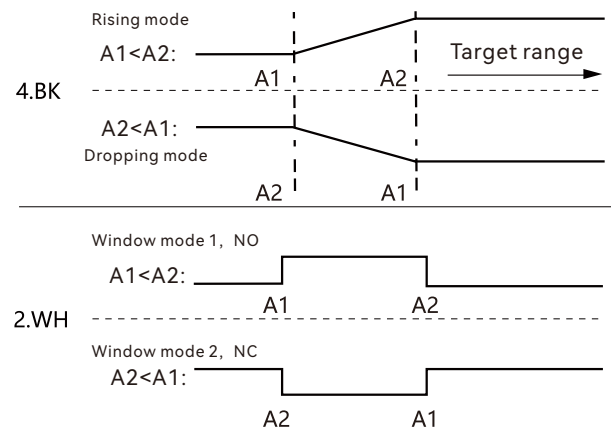 Rising mode
A1<A2:
A1
A2
Target range
4.BK
A2<A1:
Dropping mode
A2
A1
Window mode 1, NO
A1<A2:
A1
A2
2.WH
Window mode 2, NC
A2<A1:
A2
A1